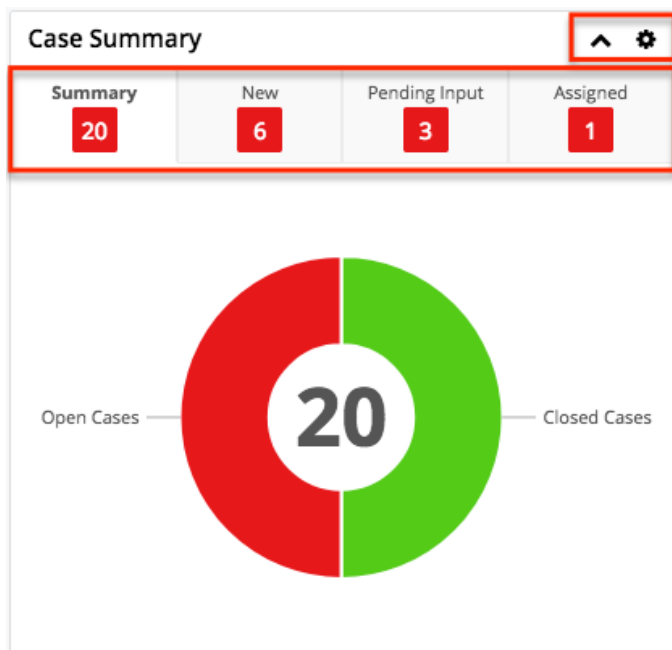 Case Summary
Summary New Pending Input Assigned
20 6 3 1
Open Cases 20 Closed Cases